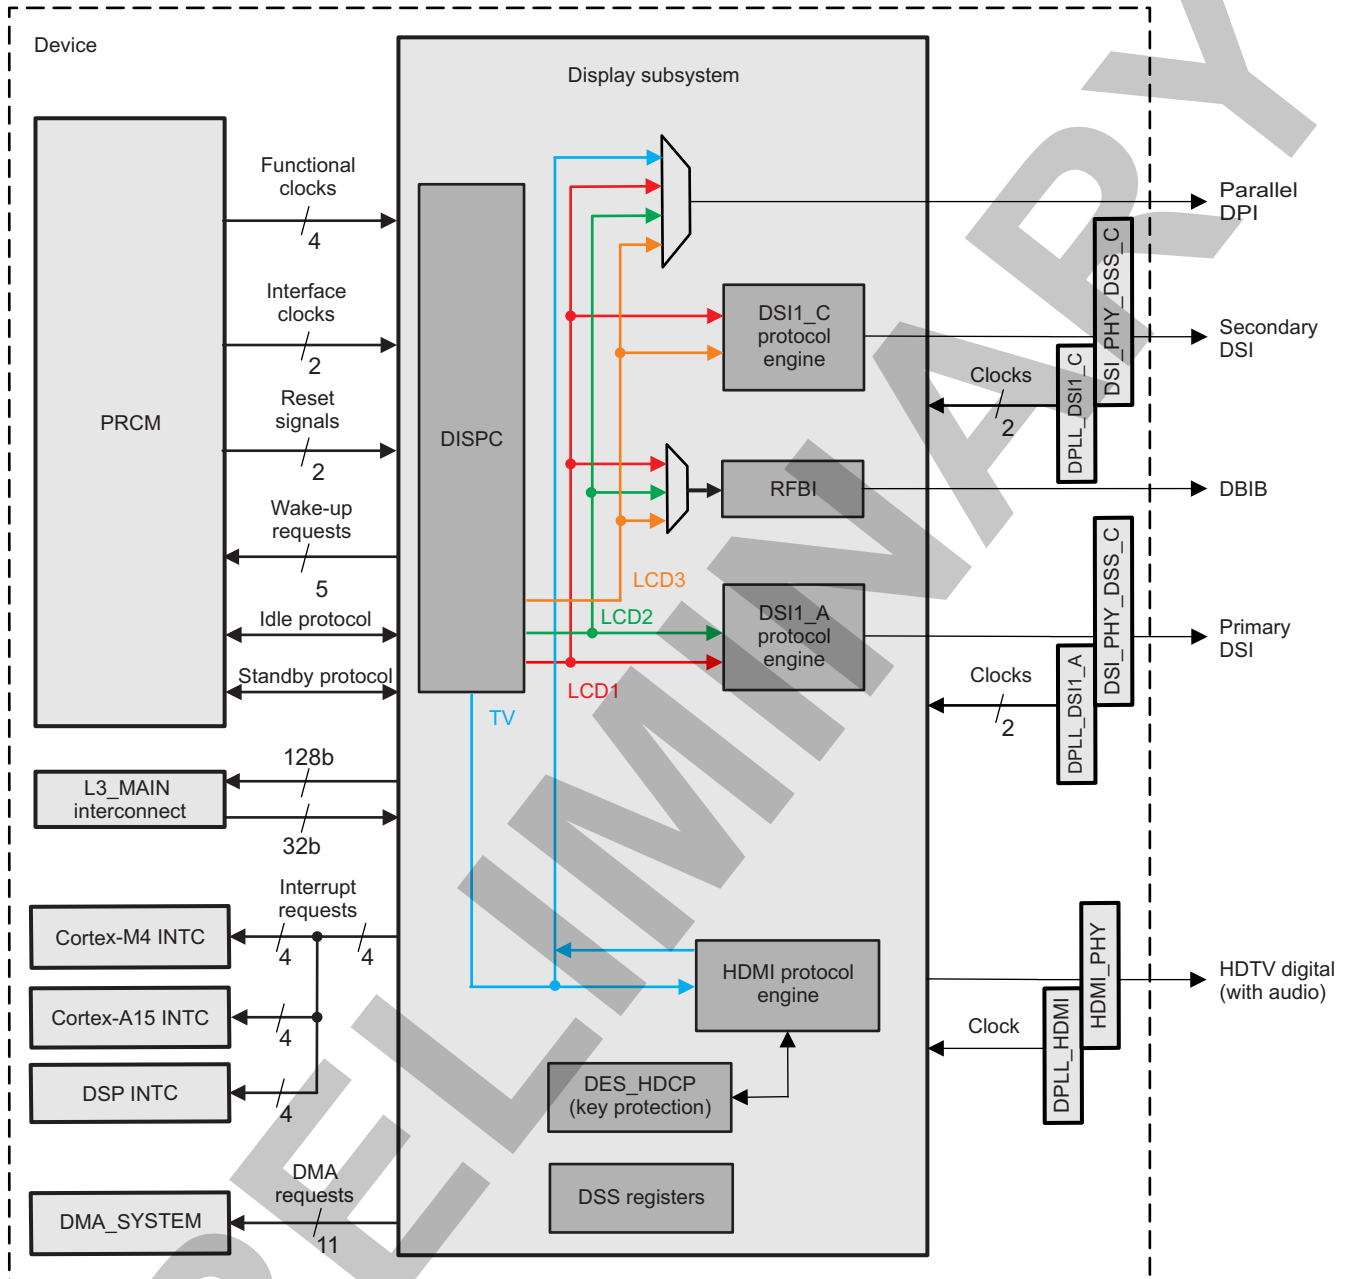 Device
Display subsystem
PRCM
Functional
clocks
4
Interface
clocks
2
Reset
signals
2
Wake-up
requests
5
Idle protocol
Standby protocol
L3_MAIN
interconnect
128b
32b
Interrupt
requests
4
4
Cortex-M4 INTC
Cortex-A15 INTC
4
DSP INTC
4
DMA
requests
11
DMA_SYSTEM
DISPC
TV
LCD1
LCD2
LCD3
DSI1_C
protocol
engine
RFBI
DSI1_A
protocol
engine
HDMI protocol
engine
DES_HDCP
(key protection)
DSS registers
Clocks
2
DPLL_DSI1_C
DSI_PHY_DSS_C
Clocks
2
DPLL_DSI1_A
DSI_PHY_DSS_C
Clock
DPLL_HDMI
HDMI_PHY
Parallel
DPI
Secondary
DSI
DBIB
Primary
DSI
HDTV digital
(with audio)
PRELIMINARY